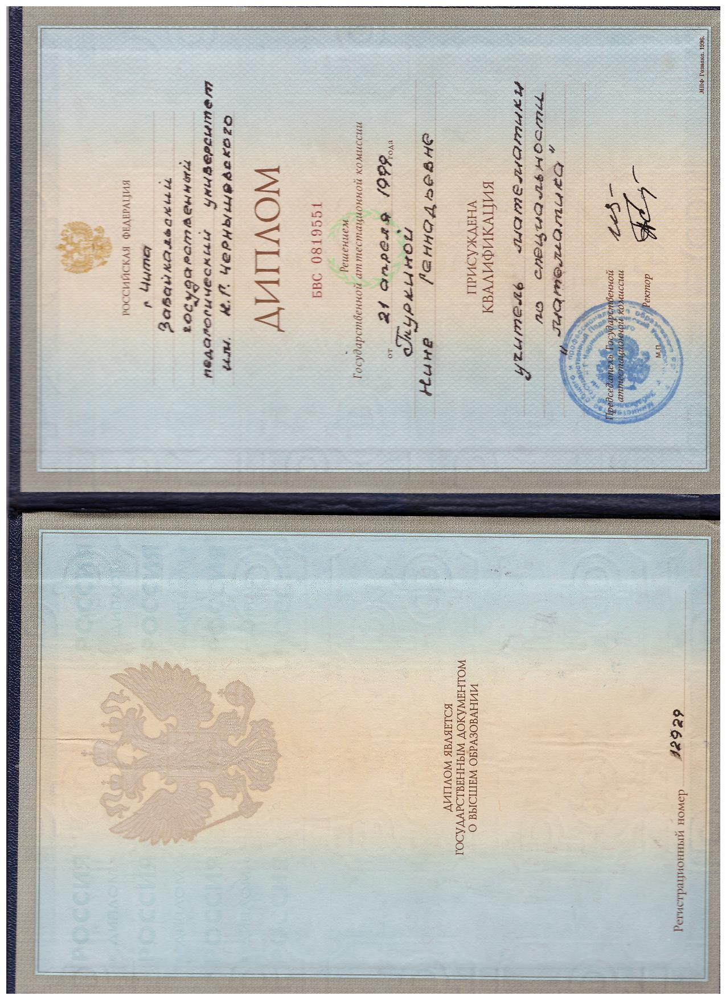 ДИПЛОМ ЯВЛЯЕТСЯ
ГОСУДАРСТВЕННЫМ ДОКУМЕНТОМ
О ВЫСШЕМ ОБРАЗОВАНИИ
Регистрационный номер 12929
РОССИЙСКАЯ ФЕДЕРАЦИЯ
г Чита
Забайкальский
государственный
педагогический университет
им. Н.Г. Чернышевского
ДИПЛОМ
БВС 0819551
Решением
Государственной аттестационной комиссии
от 21 апреля 1999 года
Туркиной
Нине Геннадьевне
ПРИСУЖДЕНА
КВАЛИФИКАЦИЯ
учитель математики
по специальности
"математика"
Председатель Государственной
аттестационной комиссии
Ректор
М.П.
МПФ Гознака. 1996.